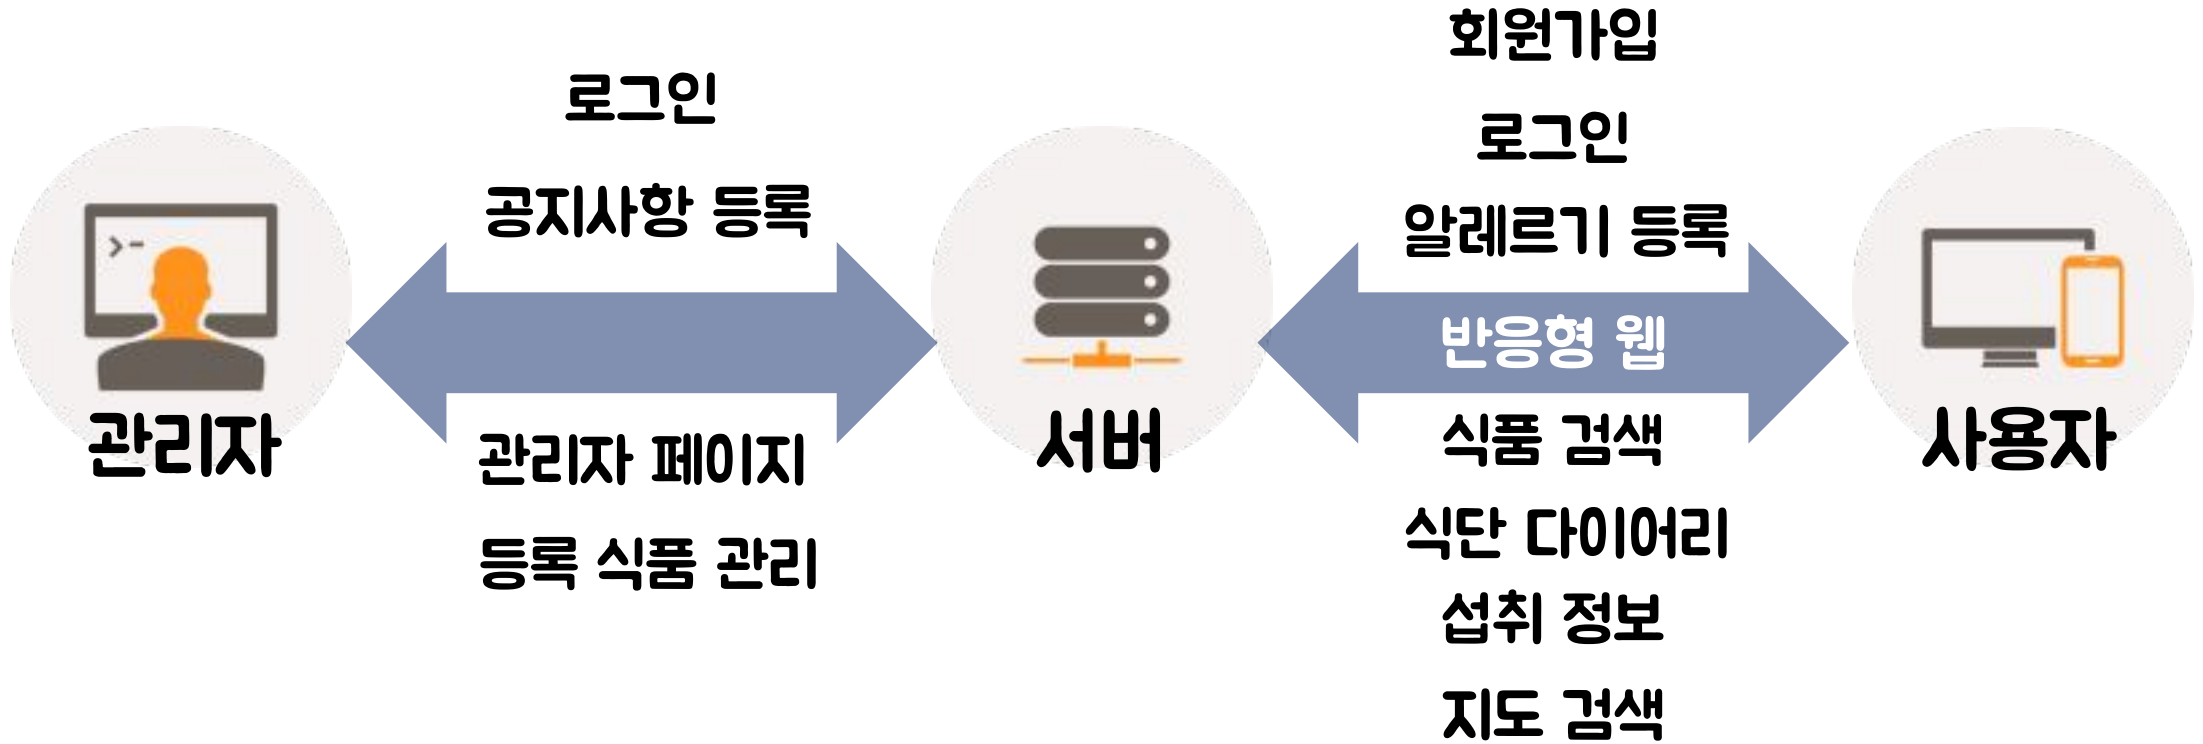 로그인
공지사항 등록
관리자
관리자 페이지
등록 식품 관리
서버
회원가입
로그인
알레르기 등록
반응형 웹
식품 검색
식단 다이어리
섭취 정보
지도 검색
사용자